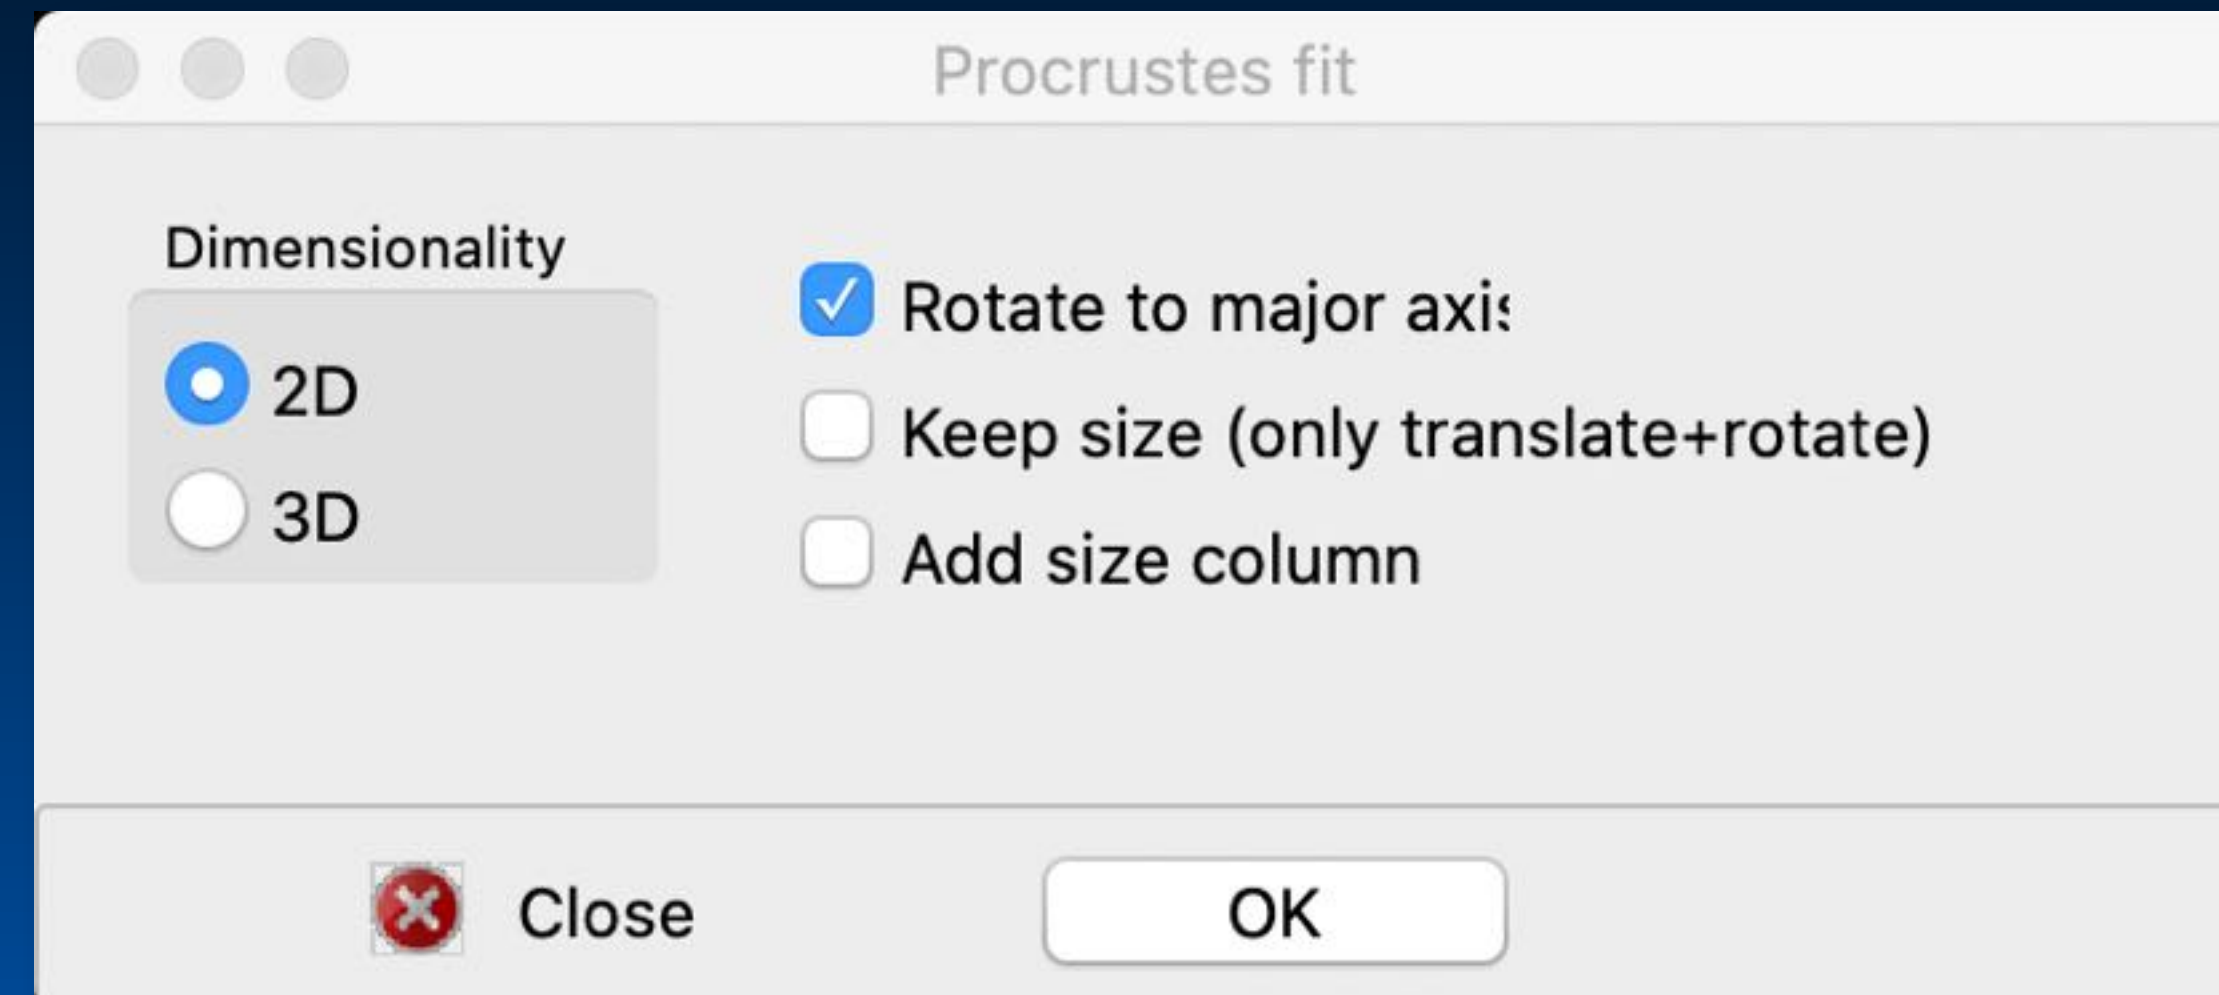 Procrustes fit
Dimensionality
2D
3D
Rotate to major axis
Keep size (only translate+rotate)
Add size column
Close
OK